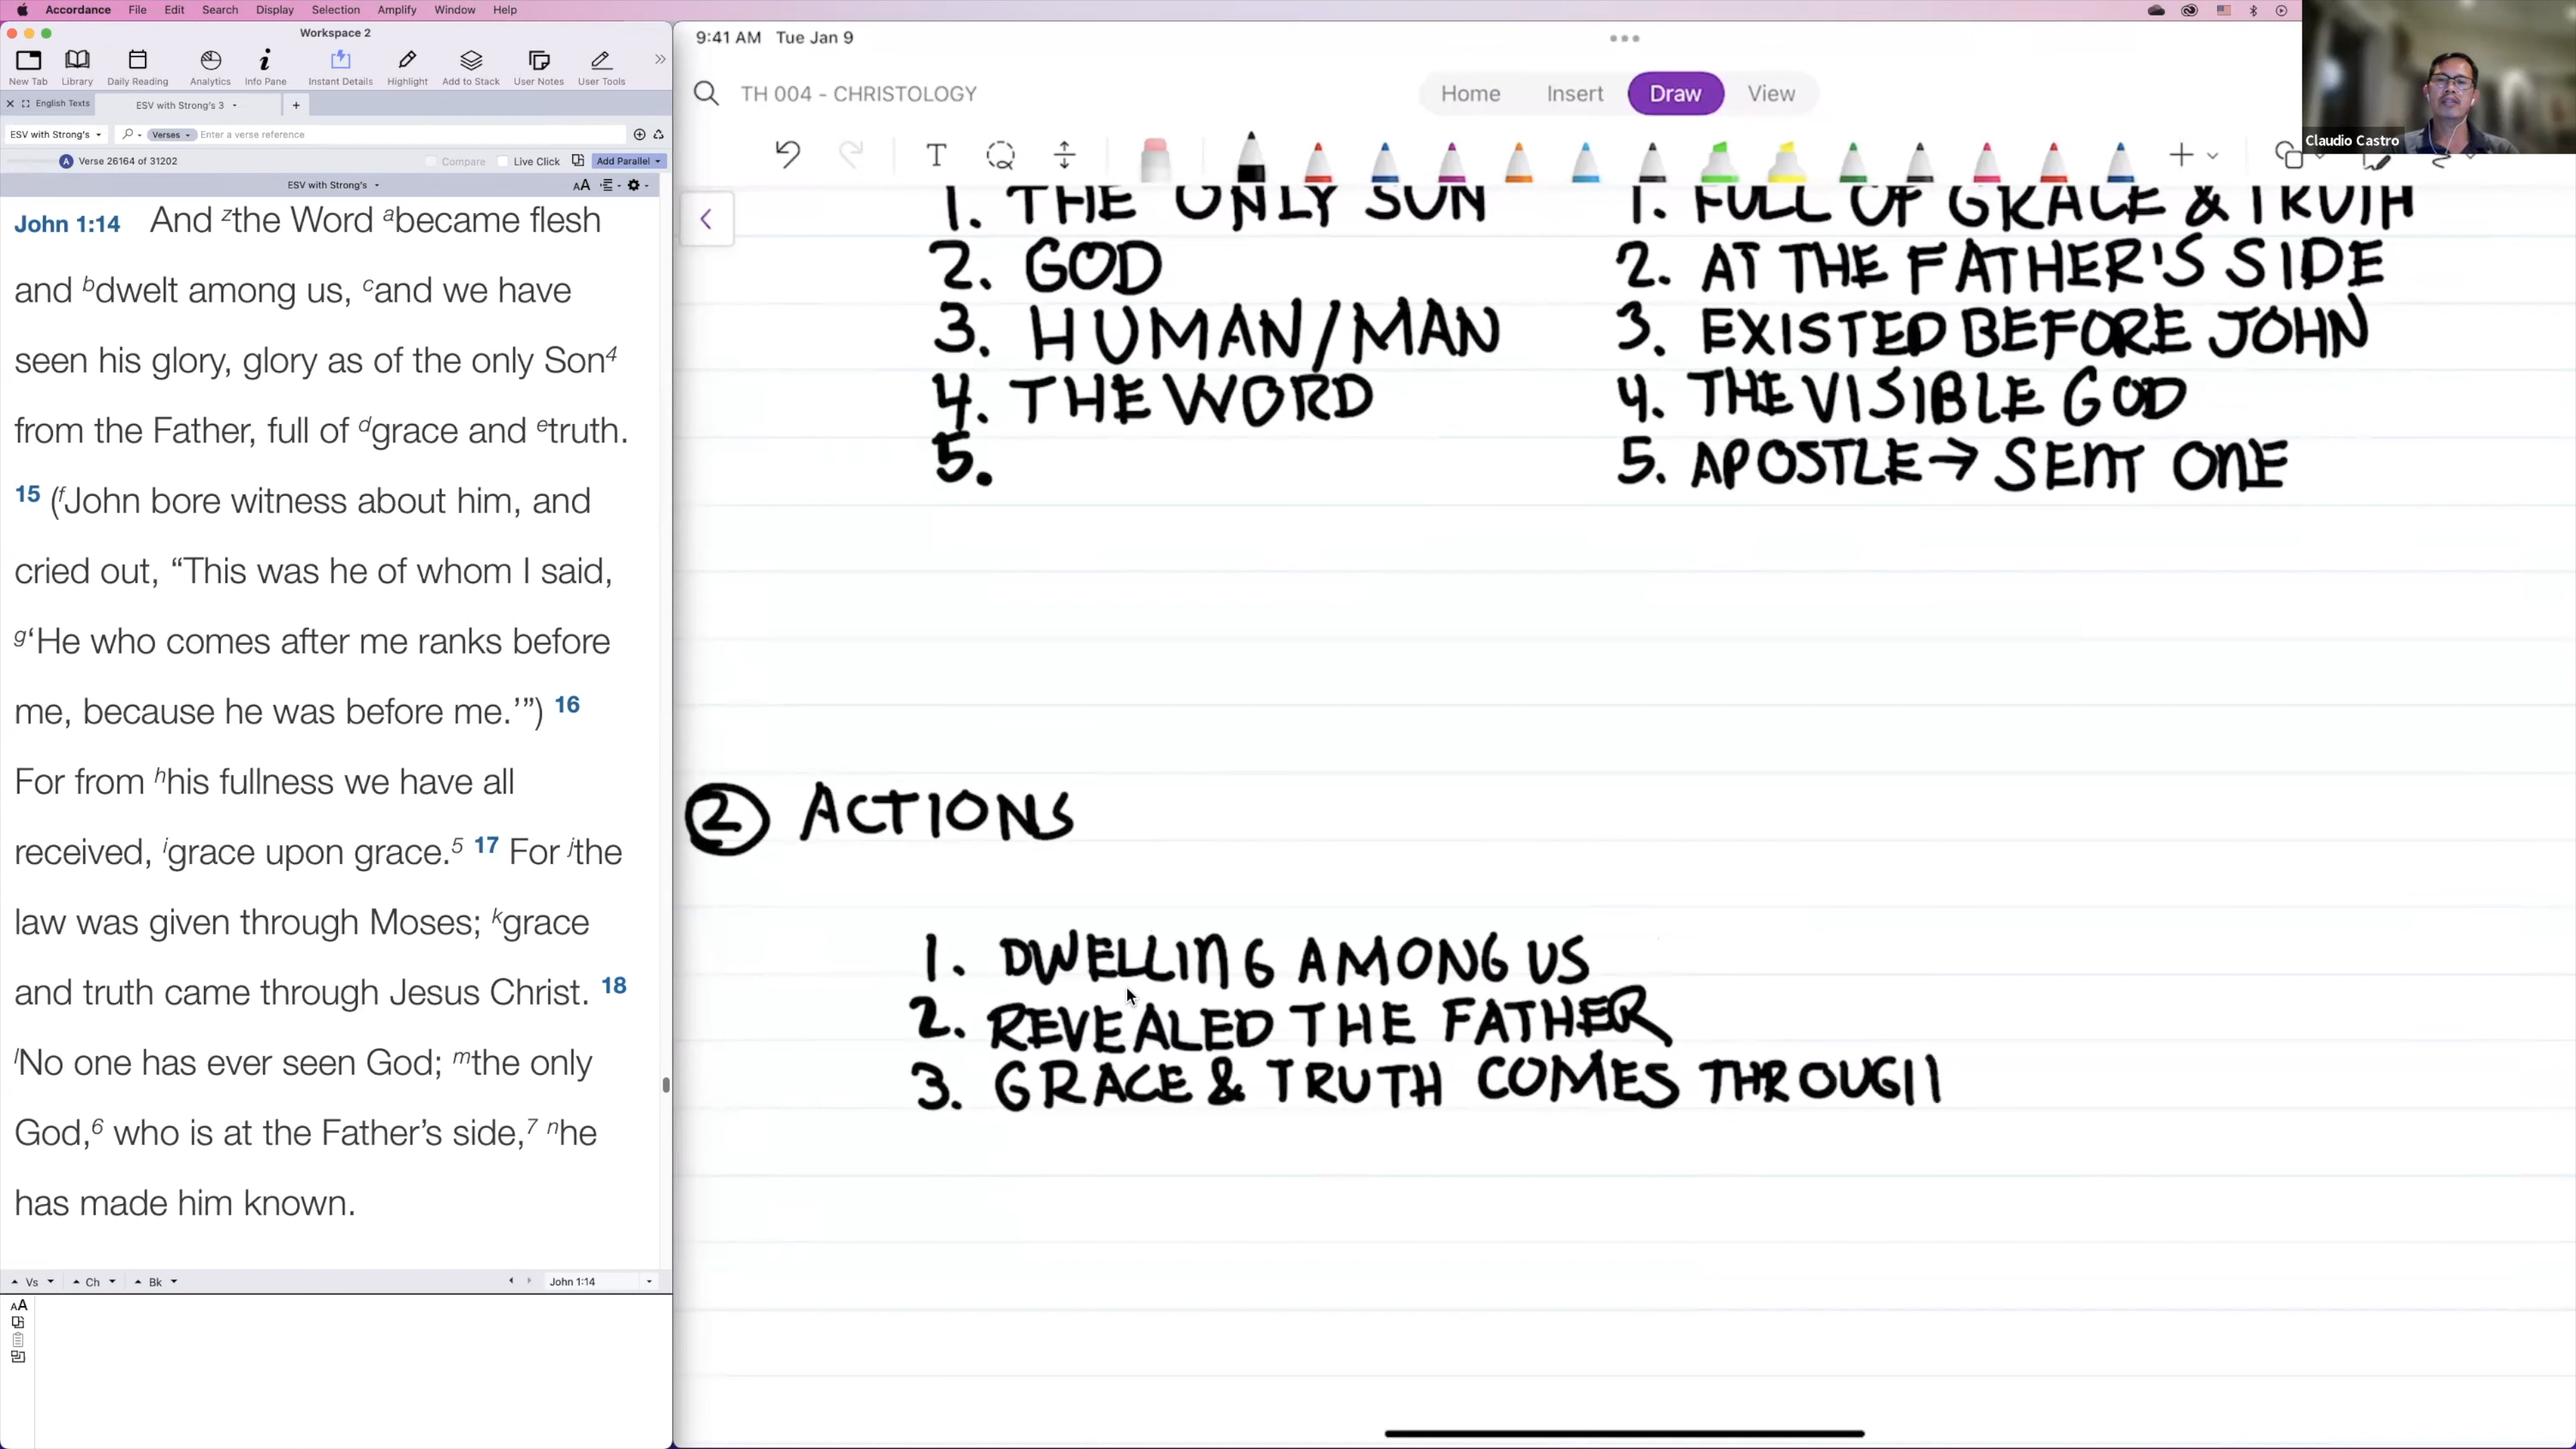 Accordance File Edit Search Display Selection Amplify Window Help
Workspace 2
New Tab Library Daily Reading Analytics Info Pane Instant Details Highlight Add to Stack User Notes User Tools
English Texts ESV with Strong's 3
ESV with Strong's Verses Enter a verse reference
Verse 26164 of 31202 Compare Live Click Add Parallel
ESV with Strong's
John 1:14 And zthe Word abecame flesh
and bdwelt among us, cand we have
seen his glory, glory as of the only Son4
from the Father, full of dgrace and etruth.
15 (fJohn bore witness about him, and
cried out, “This was he of whom I said,
g‘He who comes after me ranks before
me, because he was before me.’”) 16
For from hhis fullness we have all
received, igrace upon grace.5 17 For jthe
law was given through Moses; kgrace
and truth came through Jesus Christ. 18
lNo one has ever seen God; mthe only
God,6 who is at the Father’s side,7 nhe
has made him known.
Vs Ch Bk John 1:14
9:41 AM Tue Jan 9
TH 004 - CHRISTOLOGY Home Insert Draw View
Claudio Castro
1. THE ONLY SON
2. GOD
3. HUMAN/MAN
4. THE WORD
5.
1. FULL OF GRACE & TRUTH
2. AT THE FATHER'S SIDE
3. EXISTED BEFORE JOHN
4. THE VISIBLE GOD
5. APOSTLE → SENT ONE
2 ACTIONS
1. DWELLING AMONG US
2. REVEALED THE FATHER
3. GRACE & TRUTH COMES THROUGH